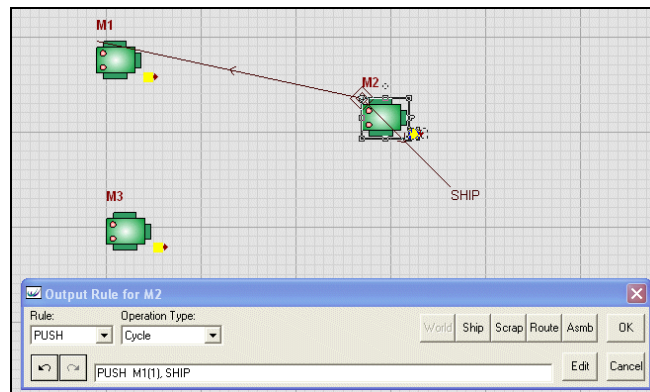 M1
M2
SHIP
M3
Output Rule for M2
Rule:
Operation Type:
PUSH
Cycle
World
Ship
Scrap
Route
Asmb
OK
PUSH M1(1), SHIP
Edit
Cancel